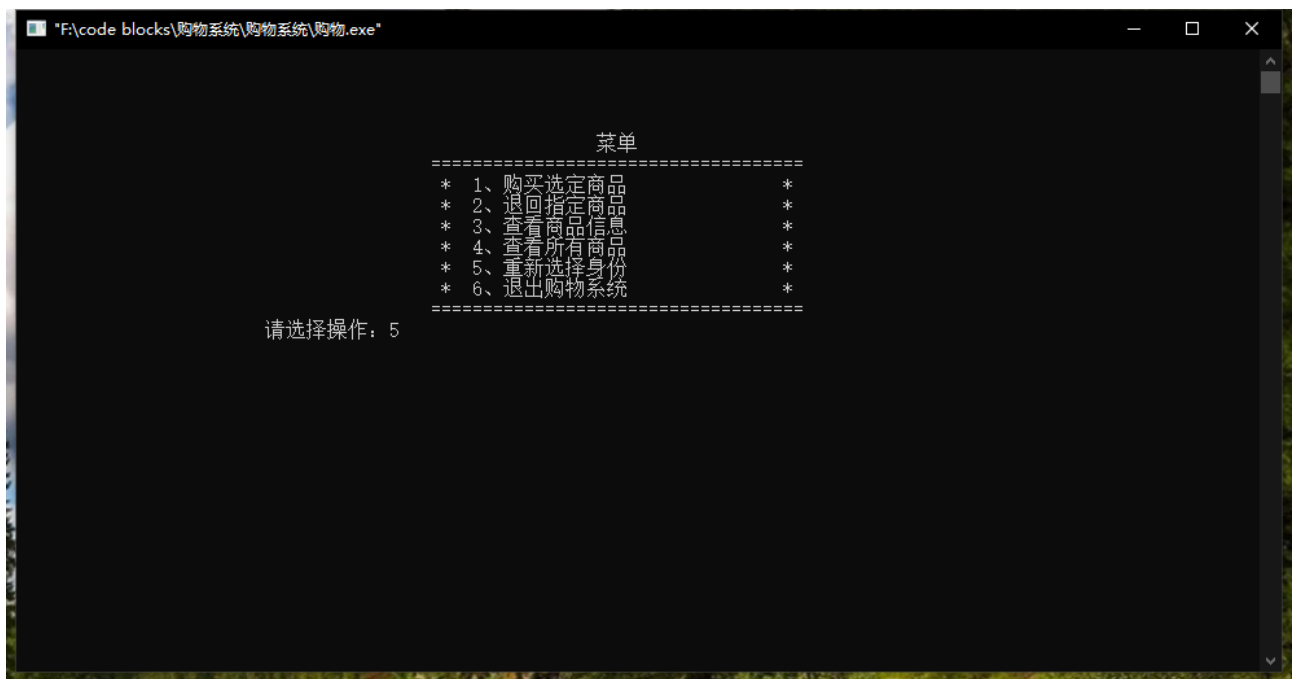 "F:\code blocks\购物系统\购物系统\购物.exe"
菜单
====================================
* 1、购买选定商品 *
* 2、退回指定商品 *
* 3、查看商品信息 *
* 4、查看所有商品 *
* 5、重新选择身份 *
* 6、退出购物系统 *
====================================
请选择操作：5